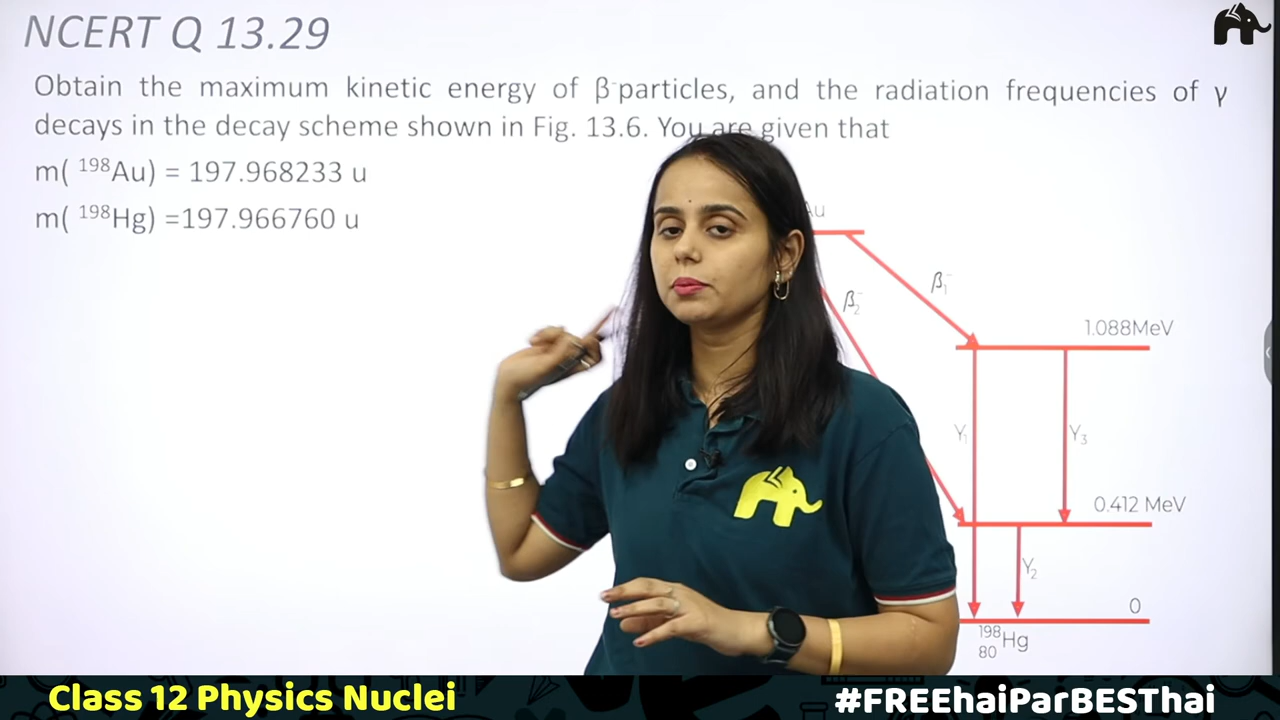 NCERT Q 13.29
Obtain the maximum kinetic energy of β⁻particles, and the radiation frequencies of γ
decays in the decay scheme shown in Fig. 13.6. You are given that
m( ¹⁹⁸Au) = 197.968233 u
m( ¹⁹⁸Hg) =197.966760 u
Au
β₁⁻
β₂⁻
1.088MeV
γ₁
γ₃
0.412 MeV
γ₂
0
¹⁹⁸₈₀Hg
Class 12 Physics Nuclei
#FREEhaiParBESThai